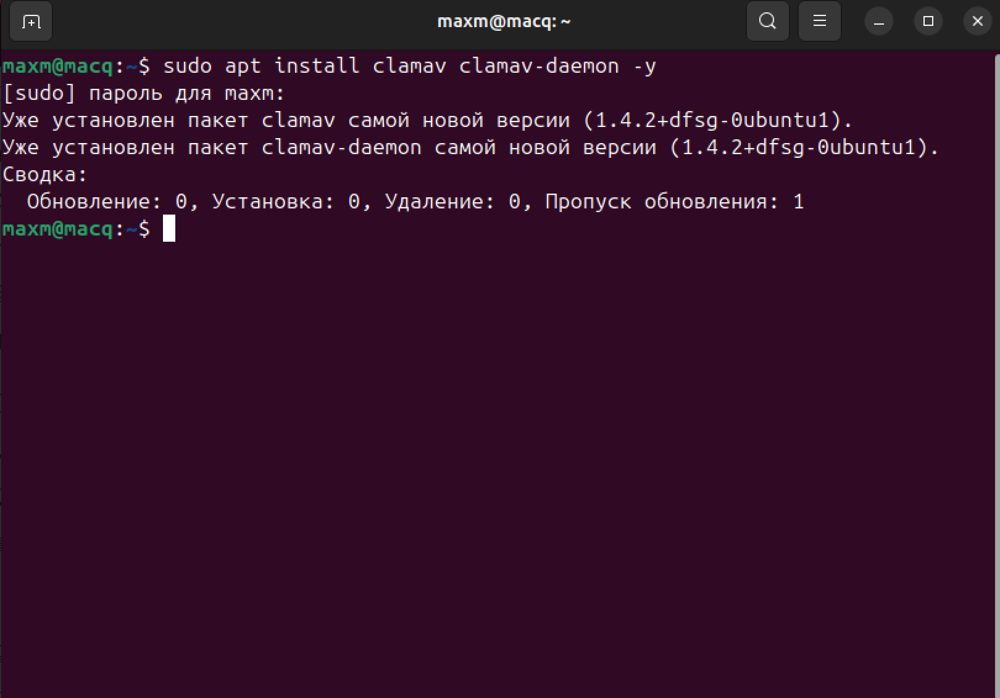 maxm@macq: ~
maxm@macq:~$ sudo apt install clamav clamav-daemon -y
[sudo] пароль для maxm:
Уже установлен пакет clamav самой новой версии (1.4.2+dfsg-0ubuntu1).
Уже установлен пакет clamav-daemon самой новой версии (1.4.2+dfsg-0ubuntu1).
Сводка:
  Обновление: 0, Установка: 0, Удаление: 0, Пропуск обновления: 1
maxm@macq:~$